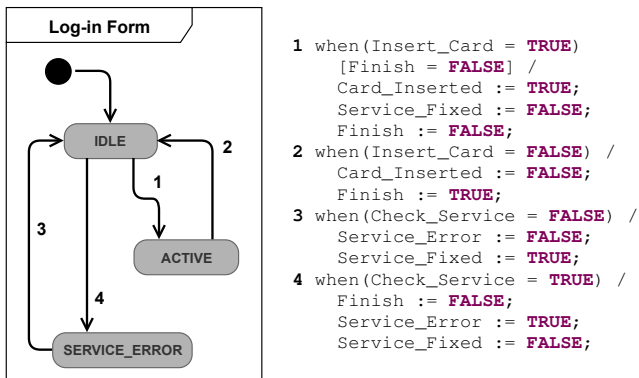 Log-in Form
IDLE
2
1
3
ACTIVE
4
SERVICE_ERROR
1 when(Insert_Card = TRUE)
[Finish = FALSE] /
Card_Inserted := TRUE;
Service_Fixed := FALSE;
Finish := FALSE;
2 when(Insert_Card = FALSE) /
Card_Inserted := FALSE;
Finish := TRUE;
3 when(Check_Service = FALSE) /
Service_Error := FALSE;
Service_Fixed := TRUE;
4 when(Check_Service = TRUE) /
Finish := FALSE;
Service_Error := TRUE;
Service_Fixed := FALSE;